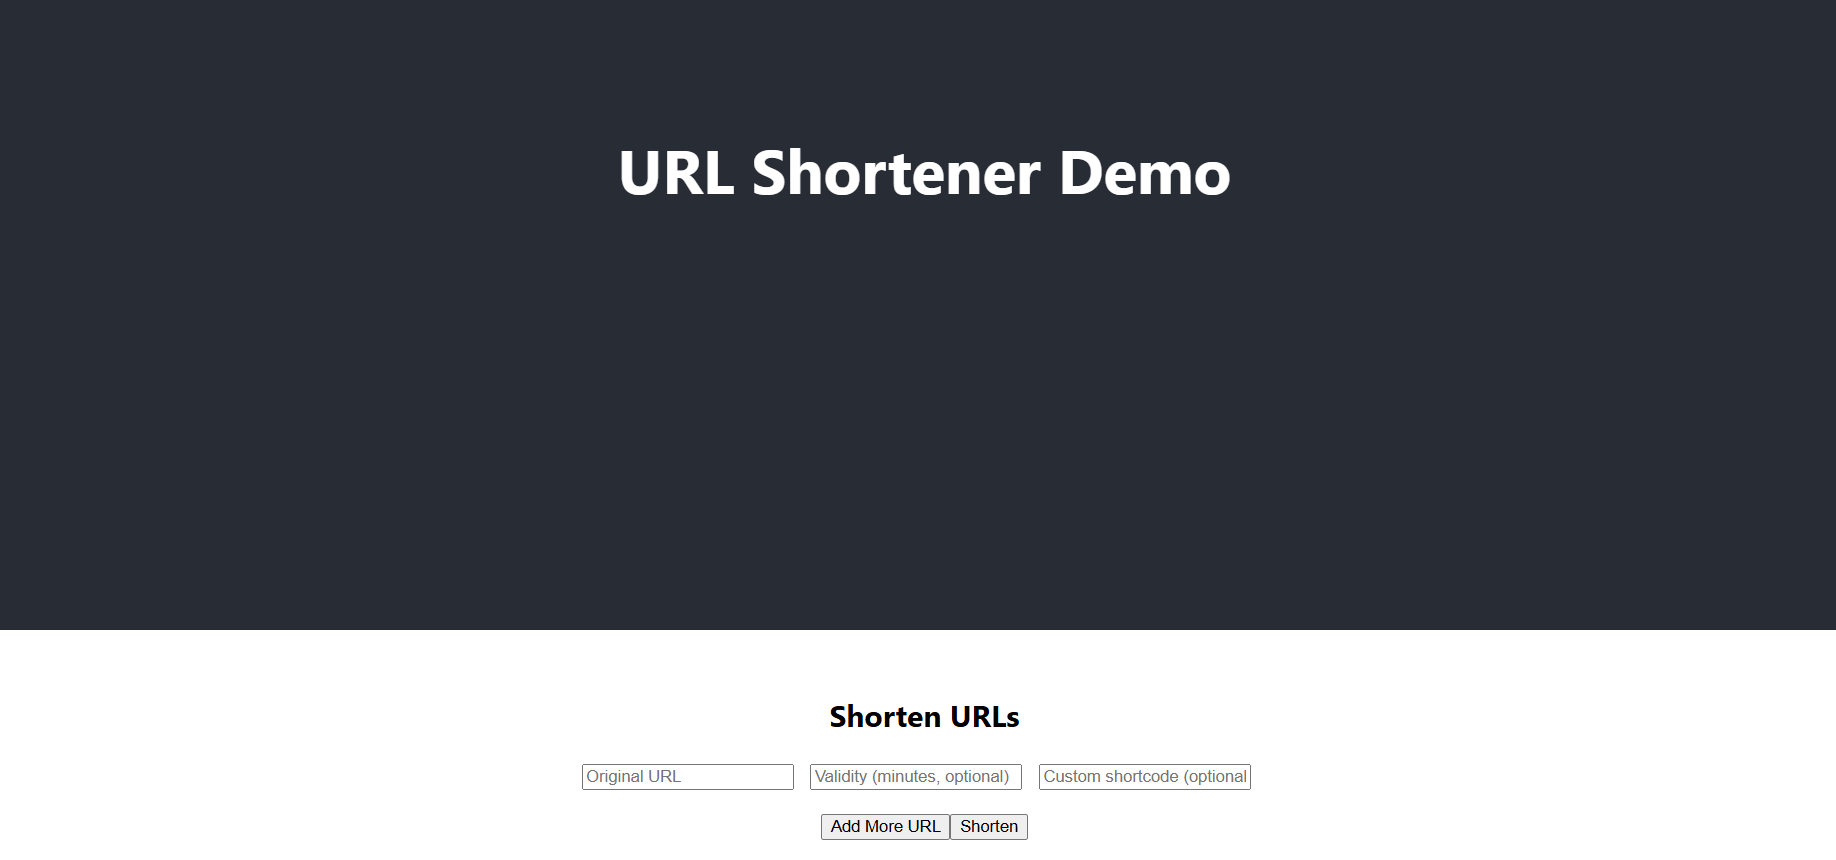 URL Shortener Demo
Shorten URLs
Original URL Validity (minutes, optional) Custom shortcode (optional
Add More URL Shorten